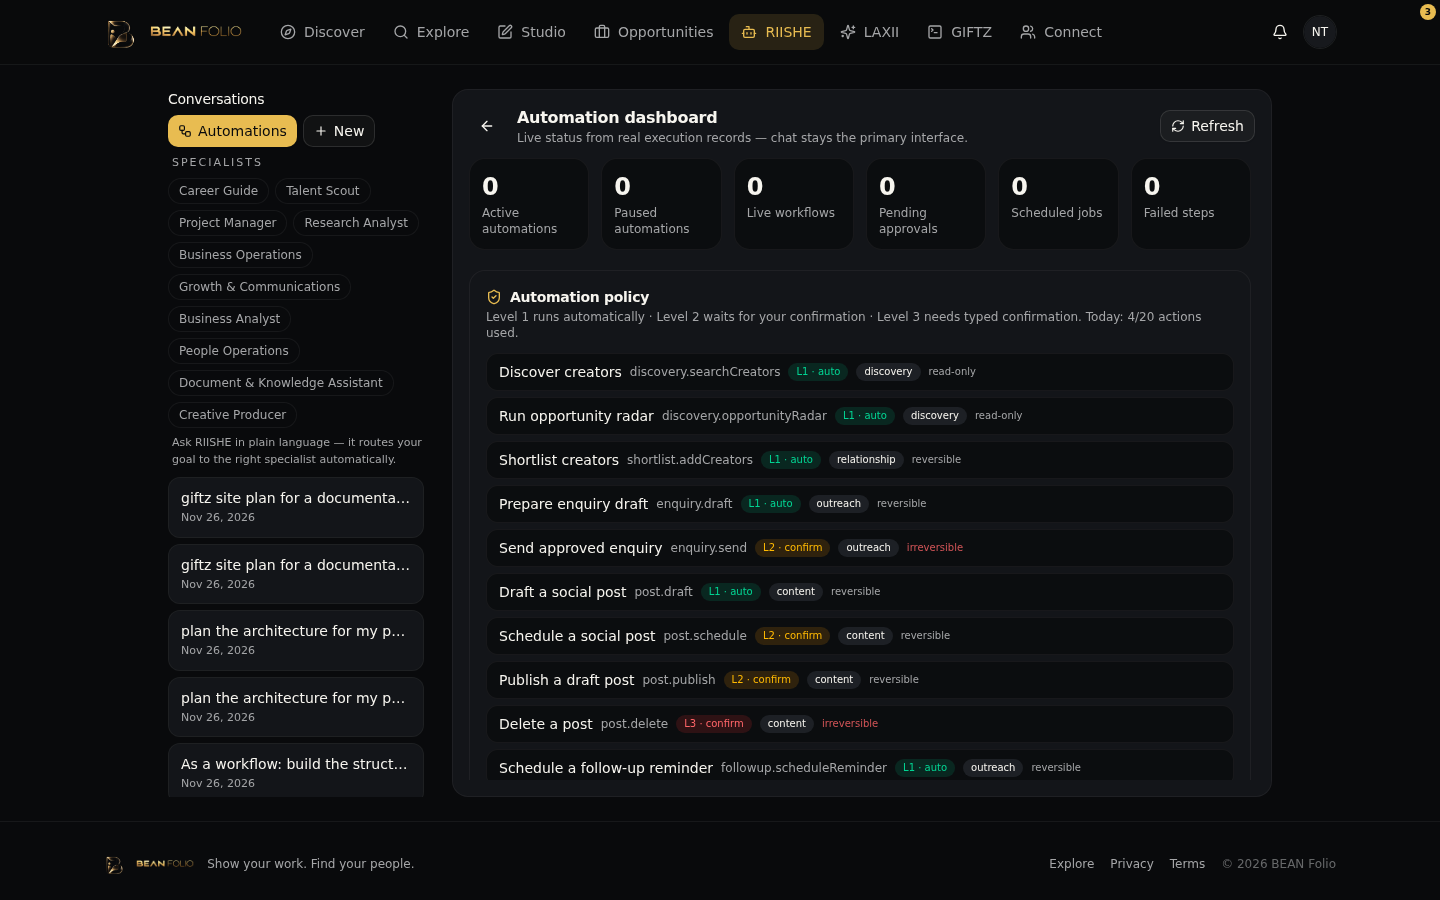 3
BEAN FOLIO
Discover
Explore
Studio
Opportunities
RIISHE
LAXII
GIFTZ
Connect
NT
Conversations
Automations
New
SPECIALISTS
Career Guide
Talent Scout
Project Manager
Research Analyst
Business Operations
Growth & Communications
Business Analyst
People Operations
Document & Knowledge Assistant
Creative Producer
Ask RIISHE in plain language — it routes your
goal to the right specialist automatically.
giftz site plan for a documenta...
Nov 26, 2026
giftz site plan for a documenta...
Nov 26, 2026
plan the architecture for my p...
Nov 26, 2026
plan the architecture for my p...
Nov 26, 2026
As a workflow: build the struct...
Nov 26, 2026
Automation dashboard
Live status from real execution records — chat stays the primary interface.
Refresh
0
Active
automations
0
Paused
automations
0
Live workflows
0
Pending
approvals
0
Scheduled jobs
0
Failed steps
Automation policy
Level 1 runs automatically · Level 2 waits for your confirmation · Level 3 needs typed confirmation. Today: 4/20 actions
used.
Discover creators discovery.searchCreators L1 · auto discovery read-only
Run opportunity radar discovery.opportunityRadar L1 · auto discovery read-only
Shortlist creators shortlist.addCreators L1 · auto relationship reversible
Prepare enquiry draft enquiry.draft L1 · auto outreach reversible
Send approved enquiry enquiry.send L2 · confirm outreach irreversible
Draft a social post post.draft L1 · auto content reversible
Schedule a social post post.schedule L2 · confirm content reversible
Publish a draft post post.publish L2 · confirm content reversible
Delete a post post.delete L3 · confirm content irreversible
Schedule a follow-up reminder followup.scheduleReminder L1 · auto outreach reversible
BEAN FOLIO
Show your work. Find your people.
Explore
Privacy
Terms
© 2026 BEAN Folio